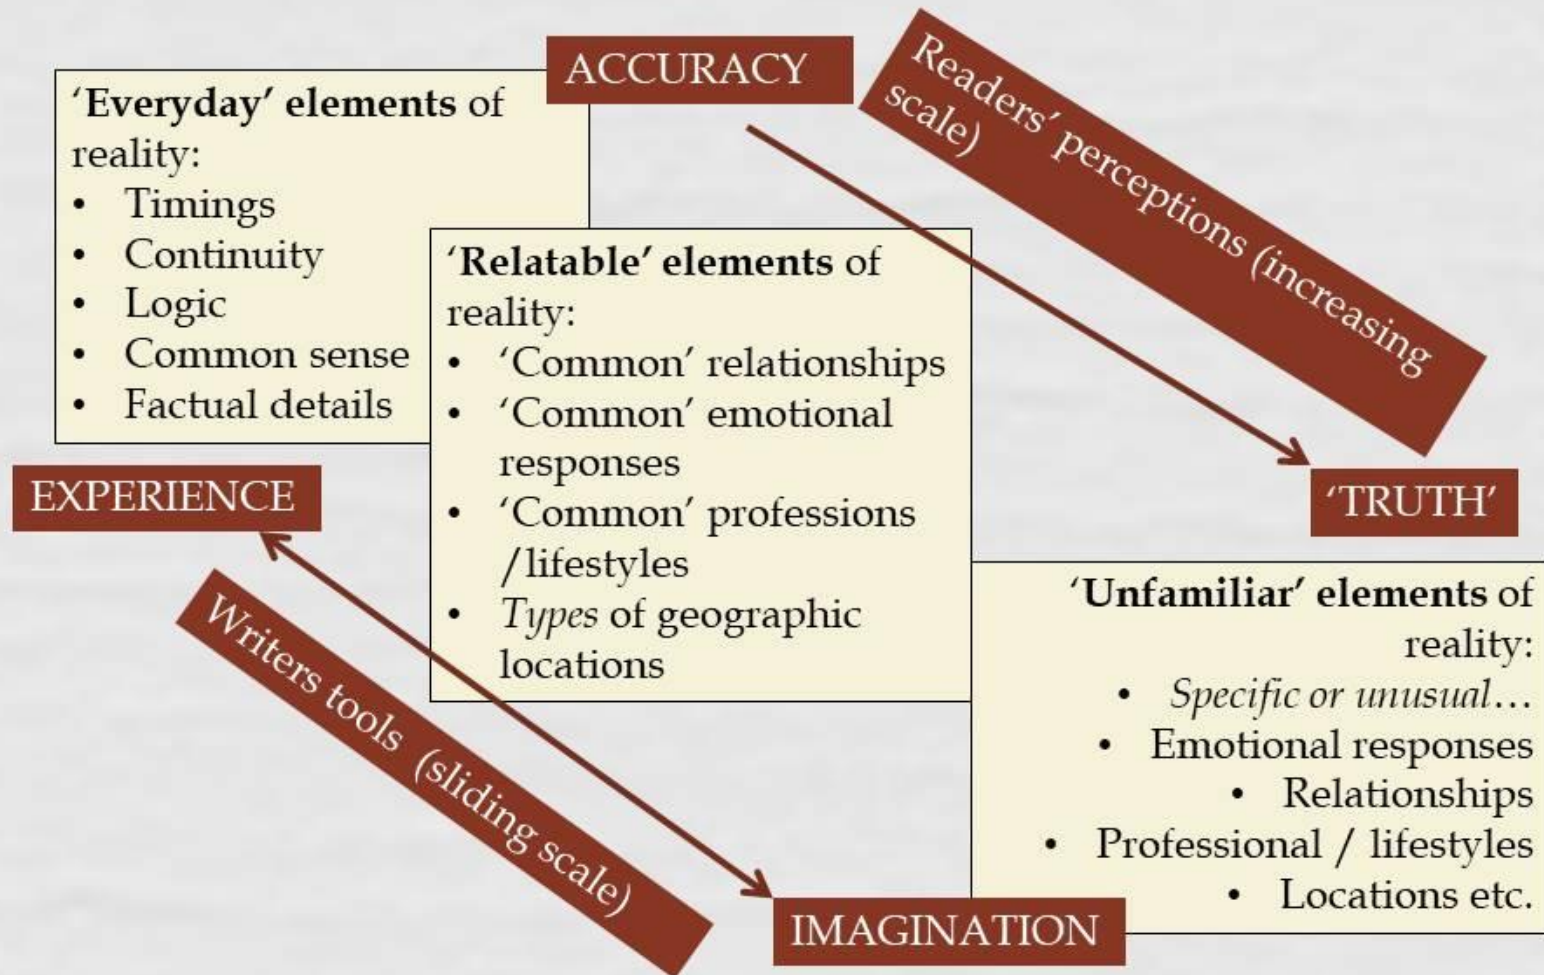 ACCURACY
Readers’ perceptions (increasing
scale)
‘Everyday’ elements of
reality:
• Timings
• Continuity
• Logic
• Common sense
• Factual details
‘Relatable’ elements of
reality:
• ‘Common’ relationships
• ‘Common’ emotional
responses
• ‘Common’ professions
/lifestyles
• Types of geographic
locations
EXPERIENCE
‘TRUTH’
Writers tools (sliding scale)
‘Unfamiliar’ elements of
reality:
• Specific or unusual…
• Emotional responses
• Relationships
• Professional / lifestyles
• Locations etc.
IMAGINATION